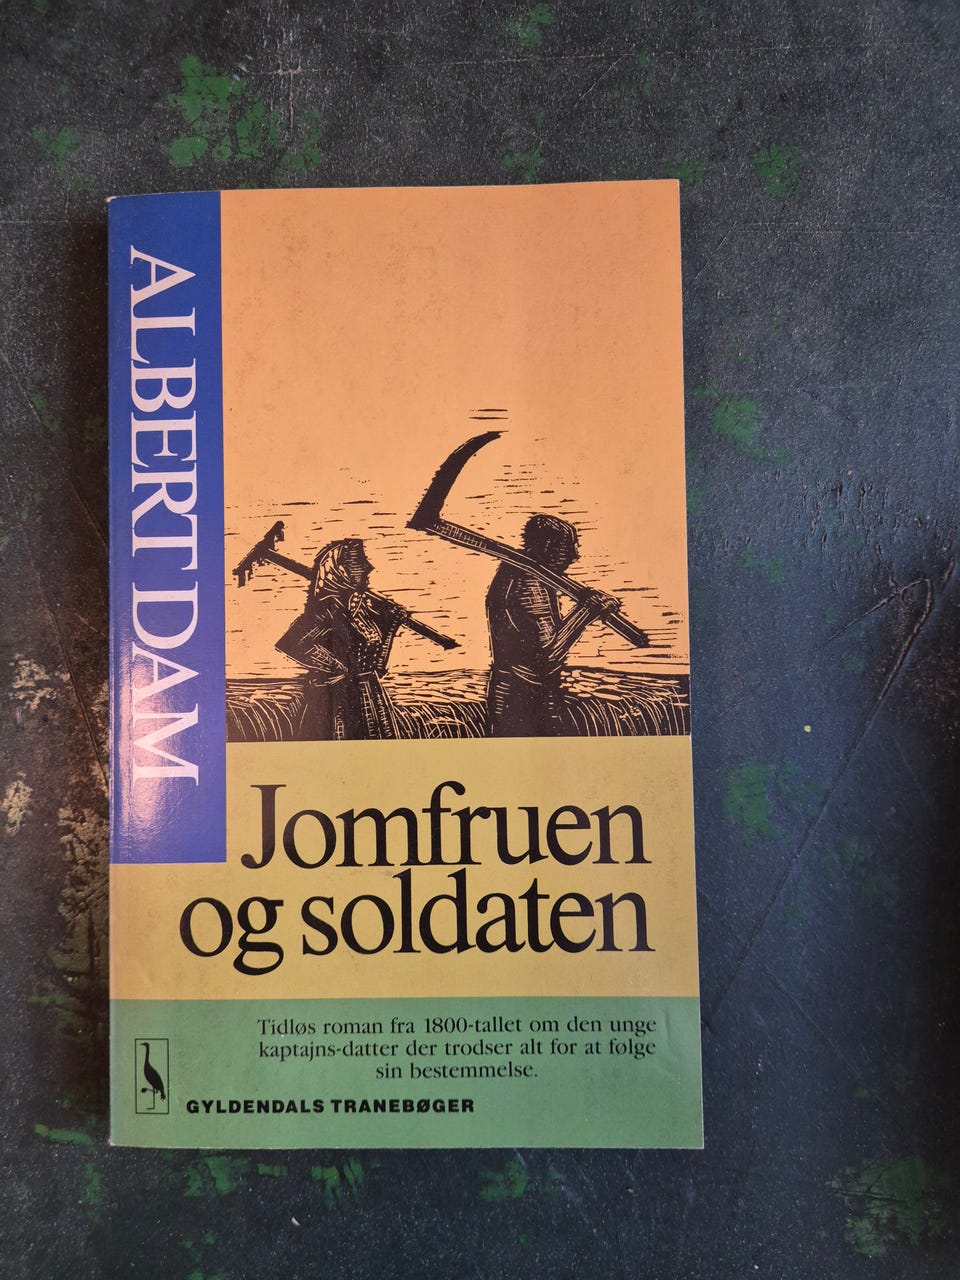 ALBERT DAM
Jomfruen
og soldaten
Tidløs roman fra 1800-tallet om den unge
kaptajns-datter der trodser alt for at følge
sin bestemmelse.
GYLDENDALS TRANEBØGER